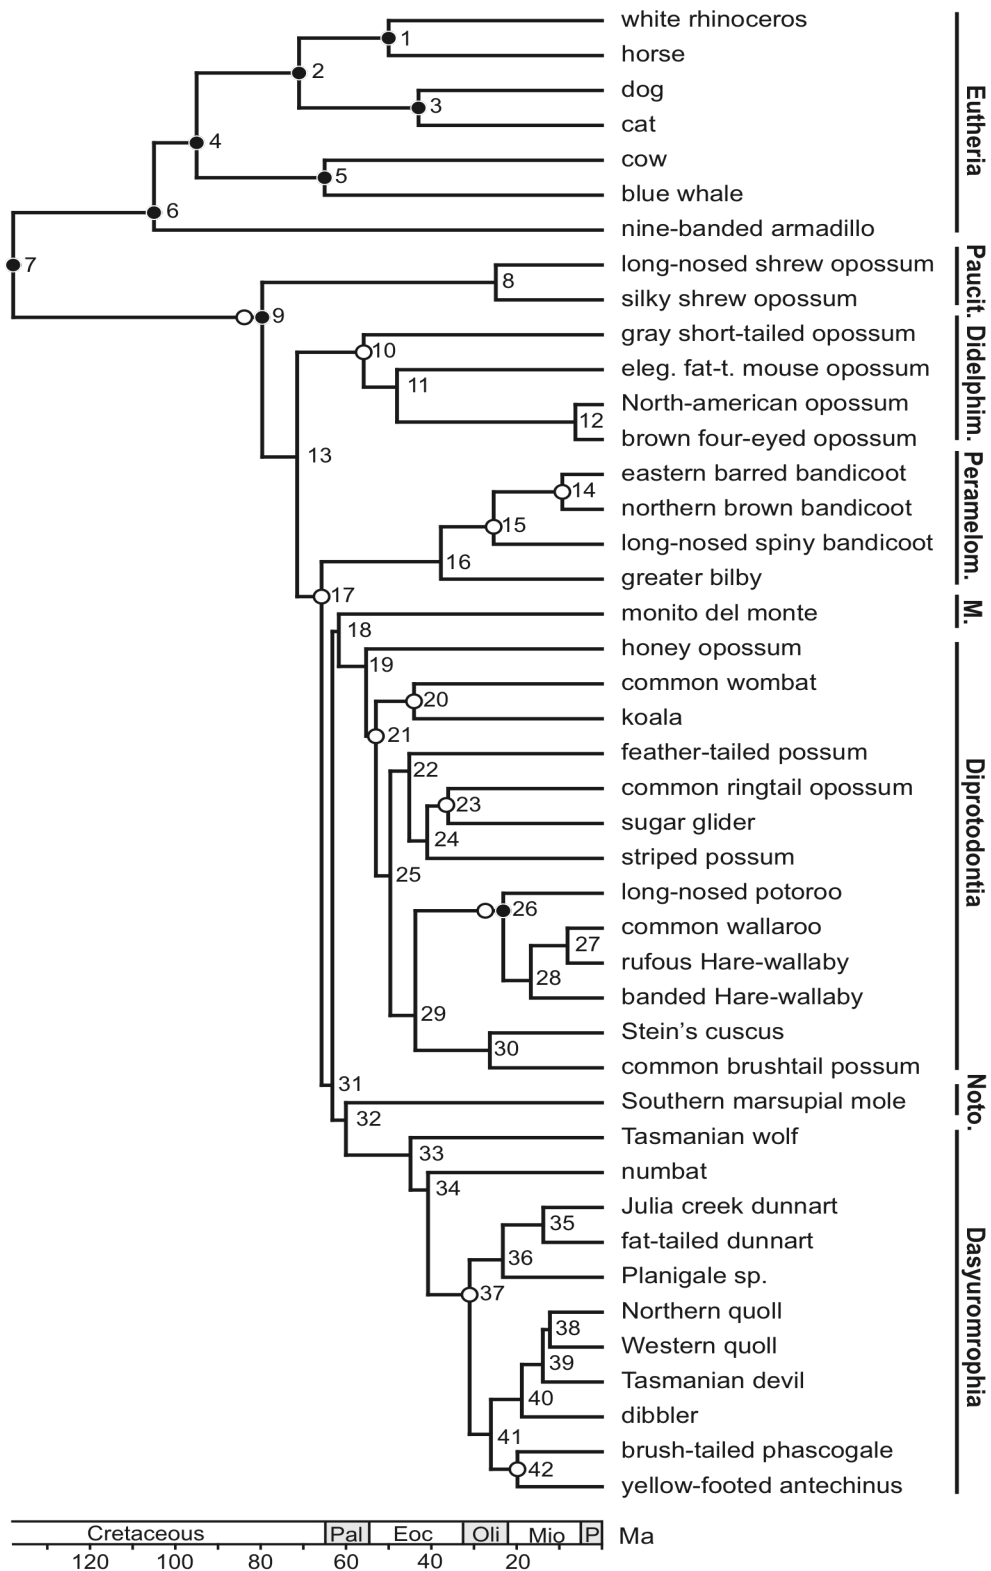 white rhinoceros
1
horse
2
dog
3
cat
4
cow
5
blue whale
6
nine-banded armadillo
Eutheria
7
long-nosed shrew opossum
8
silky shrew opossum
Paucit.
9
gray short-tailed opossum
10
eleg. fat-t. mouse opossum
11
North-american opossum
12
brown four-eyed opossum
Didelphim.
13
eastern barred bandicoot
14
northern brown bandicoot
15
long-nosed spiny bandicoot
16
greater bilby
Peramelom.
17
monito del monte
M.
18
honey opossum
19
common wombat
20
koala
21
feather-tailed possum
22
common ringtail opossum
23
sugar glider
24
striped possum
25
long-nosed potoroo
26
common wallaroo
27
rufous Hare-wallaby
28
banded Hare-wallaby
29
Stein's cuscus
30
common brushtail possum
Diprotodontia
31
Southern marsupial mole
Noto.
32
Tasmanian wolf
33
numbat
34
Julia creek dunnart
35
fat-tailed dunnart
36
Planigale sp.
37
Northern quoll
38
Western quoll
39
Tasmanian devil
40
dibbler
41
brush-tailed phascogale
42
yellow-footed antechinus
Dasyuromrophia
Cretaceous Pal Eoc Oli Mio P Ma
120 100 80 60 40 20